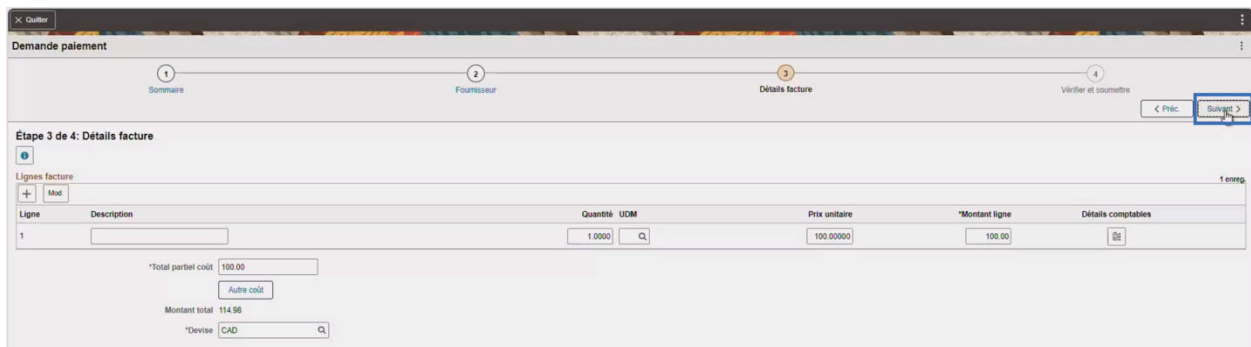 Quitter
Demande paiement
1 2 3 4
Sommaire Fournisseur Détails facture Vérifier et soumettre
Préc. Suivant
Étape 3 de 4: Détails facture
Lignes facture
1 enreg.
+ Mod
Ligne Description Quantité UDM Prix unitaire *Montant ligne Détails comptables
1 1.0000 100.00000 100.00
*Total partiel coût 100.00
Autre coût
Montant total 114.98
*Devise CAD